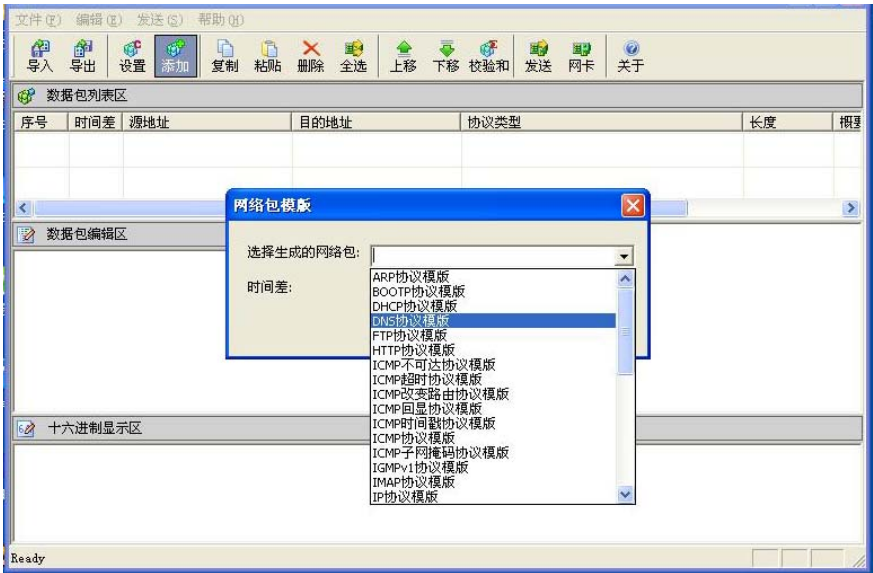 文件(F) 编辑(E) 发送(S) 帮助(H)
导入 导出 设置 添加 复制 粘贴 删除 全选 上移 下移 校验和 发送 网卡 关于
数据包列表区
序号 时间差 源地址 目的地址 协议类型 长度 概要
网络包模版
数据包编辑区
选择生成的网络包:
时间差:
ARP协议模版
BOOTP协议模版
DHCP协议模版
DNS协议模版
FTP协议模版
HTTP协议模版
ICMP不可达协议模版
ICMP超时协议模版
ICMP改变路由协议模版
ICMP回显协议模版
ICMP时间戳协议模版
ICMP协议模版
ICMP子网掩码协议模版
IGMPv1协议模版
IMAP协议模版
IP协议模版
十六进制显示区
Ready